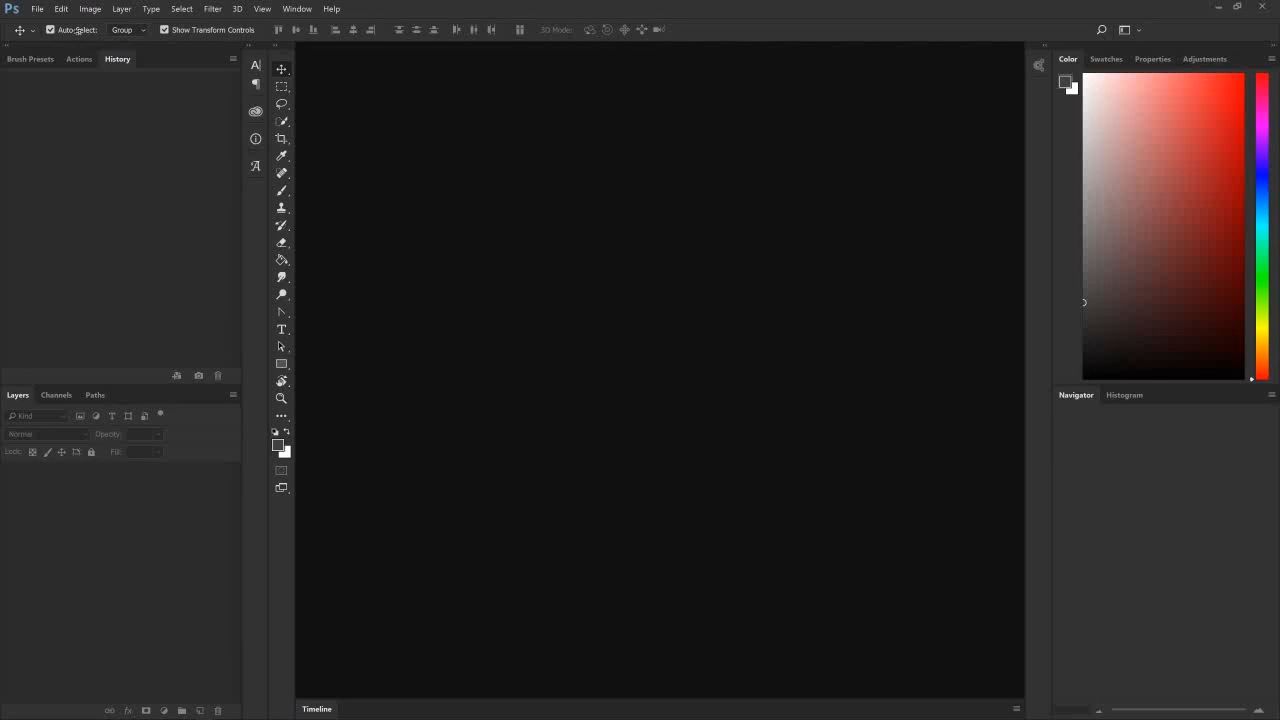 Ps File Edit Image Layer Type Select Filter 3D View Window Help
Auto-Select: Group Show Transform Controls 3D Mode:
Brush Presets Actions History
Color Swatches Properties Adjustments
Layers Channels Paths
Kind
Normal Opacity:
Lock: Fill:
Navigator Histogram
Timeline